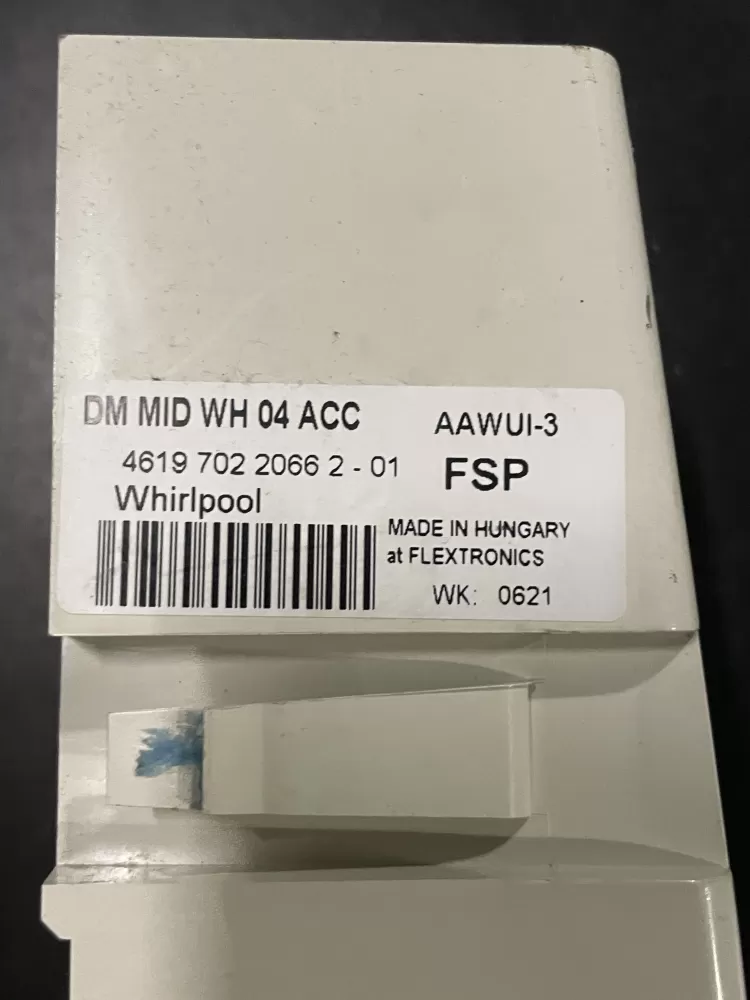 DM MID WH 04 ACC
AAWUI-3
4619 702 2066 2 - 01
FSP
Whirlpool
MADE IN HUNGARY
at FLEXTRONICS
WK: 0621